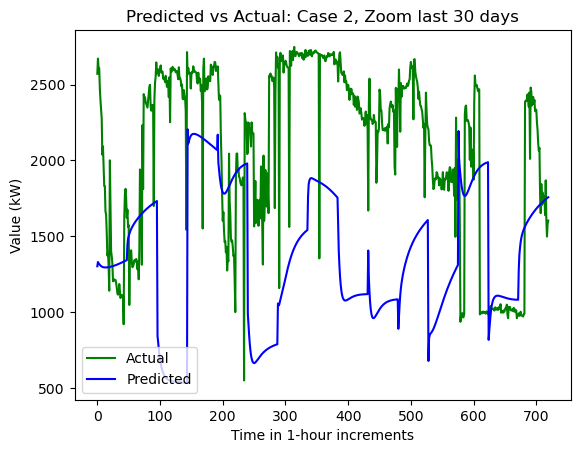 Predicted vs Actual: Case 2, Zoom last 30 days
Value (kW)
2500
2000
1500
1000
500
Actual
Predicted
0 100 200 300 400 500 600 700
Time in 1-hour increments